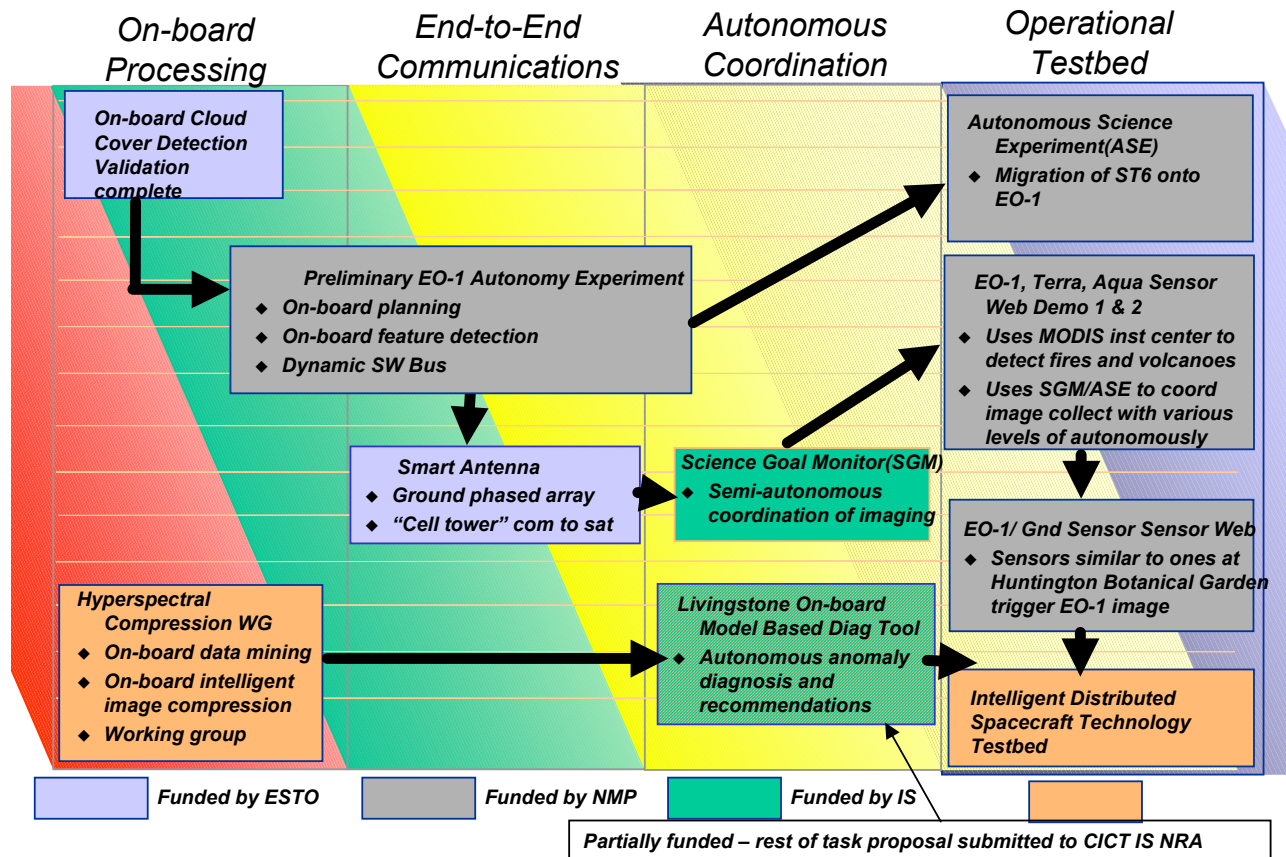 On-board
Processing
End-to-End
Communications
Autonomous
Coordination
Operational
Testbed
On-board Cloud
Cover Detection
Validation
complete
Autonomous Science
Experiment(ASE)
◆ Migration of ST6 onto
EO-1
Preliminary EO-1 Autonomy Experiment
◆ On-board planning
◆ On-board feature detection
◆ Dynamic SW Bus
EO-1, Terra, Aqua Sensor
Web Demo 1 & 2
◆ Uses MODIS inst center to
detect fires and volcanoes
◆ Uses SGM/ASE to coord
image collect with various
levels of autonomously
Smart Antenna
◆ Ground phased array
◆ “Cell tower” com to sat
Science Goal Monitor(SGM)
◆ Semi-autonomous
coordination of imaging
EO-1/ Gnd Sensor Sensor Web
◆ Sensors similar to ones at
Huntington Botanical Garden
trigger EO-1 image
Hyperspectral
Compression WG
◆ On-board data mining
◆ On-board intelligent
image compression
◆ Working group
Livingstone On-board
Model Based Diag Tool
◆ Autonomous anomaly
diagnosis and
recommendations
Intelligent Distributed
Spacecraft Technology
Testbed
Funded by ESTO
Funded by NMP
Funded by IS
Partially funded – rest of task proposal submitted to CICT IS NRA